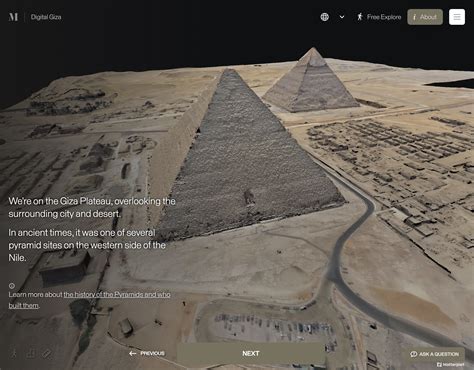 M Digital Giza
Free Explore
i About
We're on the Giza Plateau, overlooking the
surrounding city and desert.
In ancient times, it was one of several
pyramid sites on the western side of the
Nile.
Learn more about the history of the Pyramids and who
built them.
← PREVIOUS
NEXT
ASK A QUESTION
Matterport